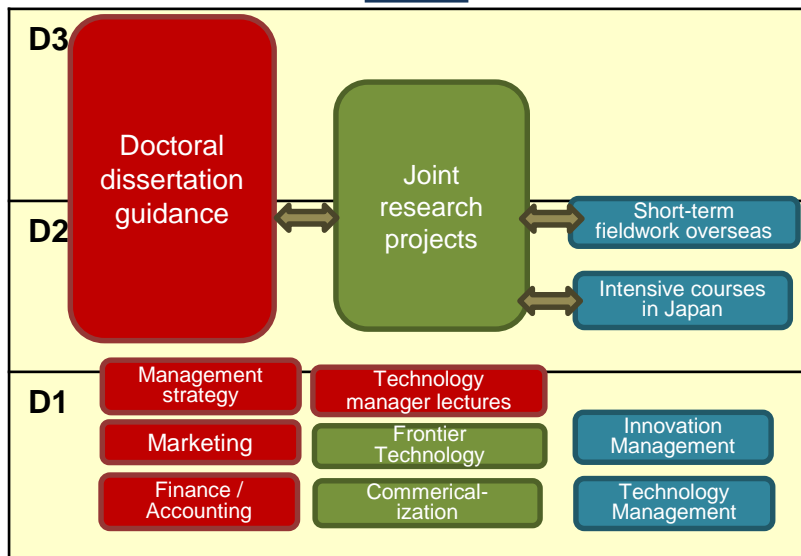 D3
Doctoral
dissertation
guidance
Joint
research
projects
D2
Short-term
fieldwork overseas
Intensive courses
in Japan
D1
Management
strategy
Technology
manager lectures
Marketing
Frontier
Technology
Innovation
Management
Finance /
Accounting
Commerical-
ization
Technology
Management